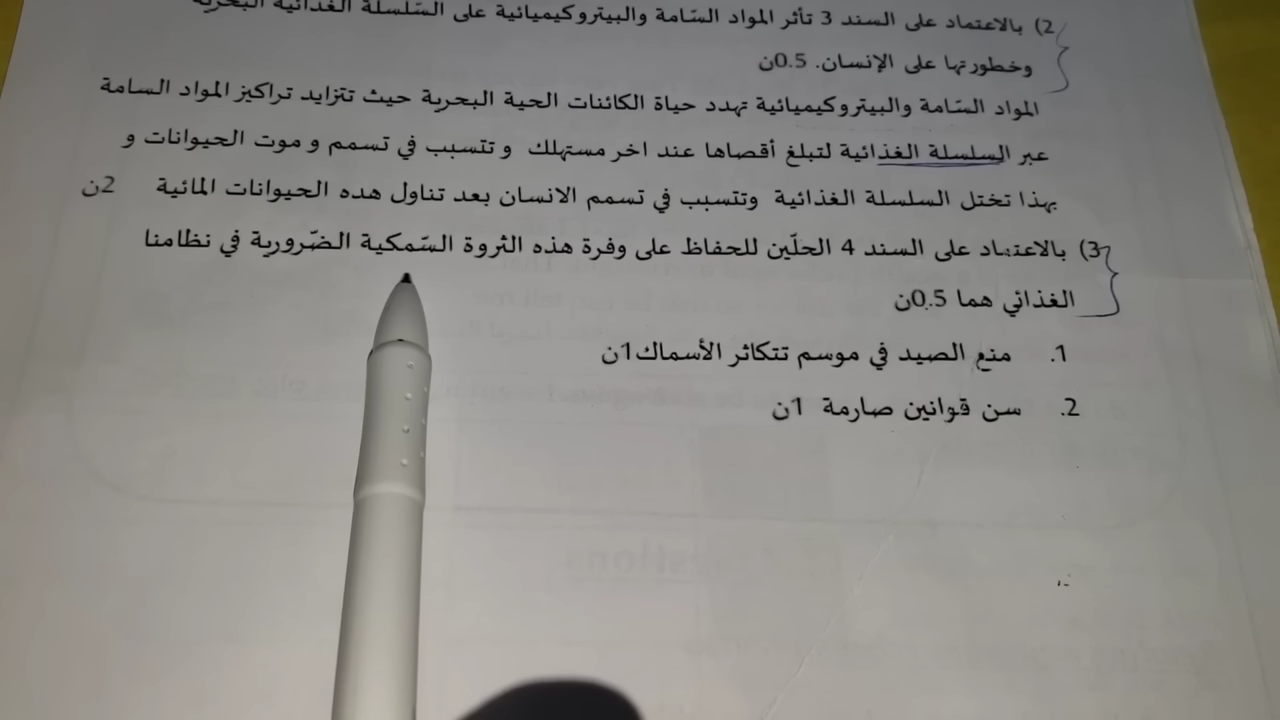 2) بالاعتماد على السند 3 تأثر المواد السّامة والبيتروكيميائية على السّلسلة الغذائية البحرية
وخطورتها على الإنسان. 0.5ن
المواد السّامة والبيتروكيميائية تهدد حياة الكائنات الحية البحرية حيث تتزايد تراكيز المواد السامة
عبر السلسلة الغذائية لتبلغ أقصاها عند اخر مستهلك و تتسبب في تسمم و موت الحيوانات و
بهذا تختل السلسلة الغذائية وتتسبب في تسمم الانسان بعد تناول هده الحيوانات المائية 2ن
3) بالاعتماد على السند 4 الحلّين للحفاظ على وفرة هذه الثروة السّمكية الضّرورية في نظامنا
الغذائي هما 0.5ن
1. منع الصيد في موسم تتكاثر الأسماك1ن
2. سن قوانين صارمة 1ن